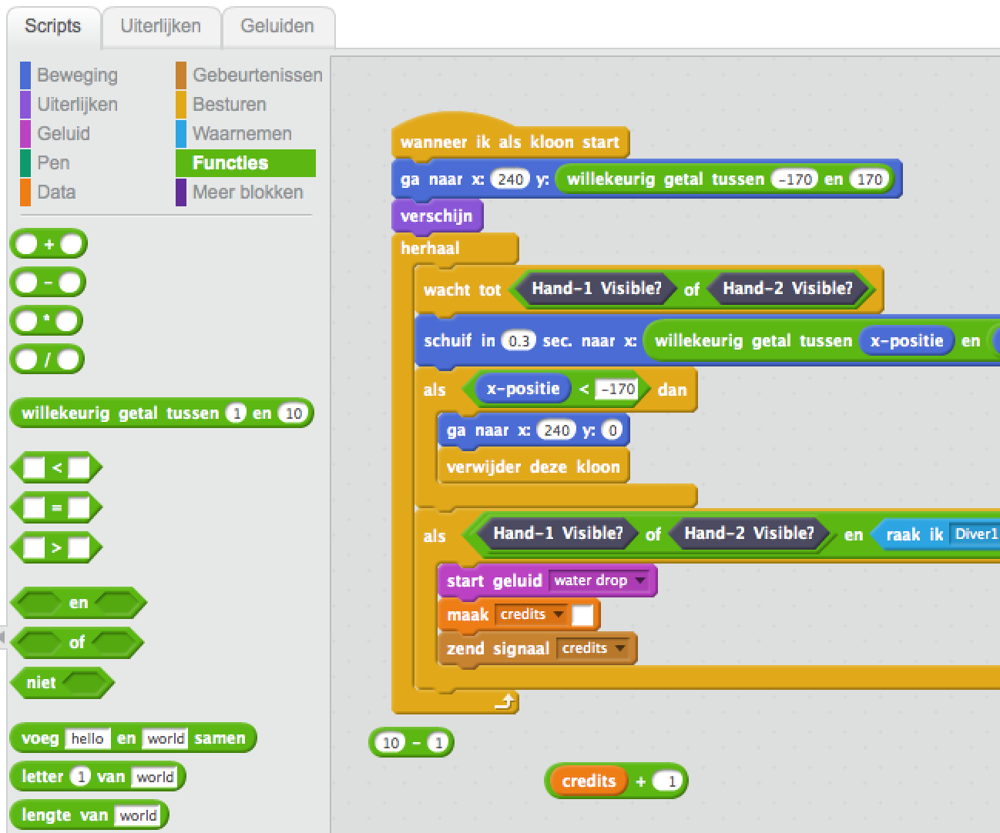 Scripts Uiterlijken Geluiden
Beweging Gebeurtenissen
Uiterlijken Besturen
Geluid Waarnemen
Pen Functies
Data Meer blokken
+
-
*
/
willekeurig getal tussen 1 en 10
<
=
>
en
of
niet
voeg hello en world samen
letter 1 van world
lengte van world
wanneer ik als kloon start
ga naar x: 240 y: willekeurig getal tussen -170 en 170
verschijn
herhaal
wacht tot Hand-1 Visible? of Hand-2 Visible?
schuif in 0.3 sec. naar x: willekeurig getal tussen x-positie en
als x-positie < -170 dan
ga naar x: 240 y: 0
verwijder deze kloon
als Hand-1 Visible? of Hand-2 Visible? en raak ik Diver1
start geluid water drop
maak credits
zend signaal credits
10 - 1
credits + 1